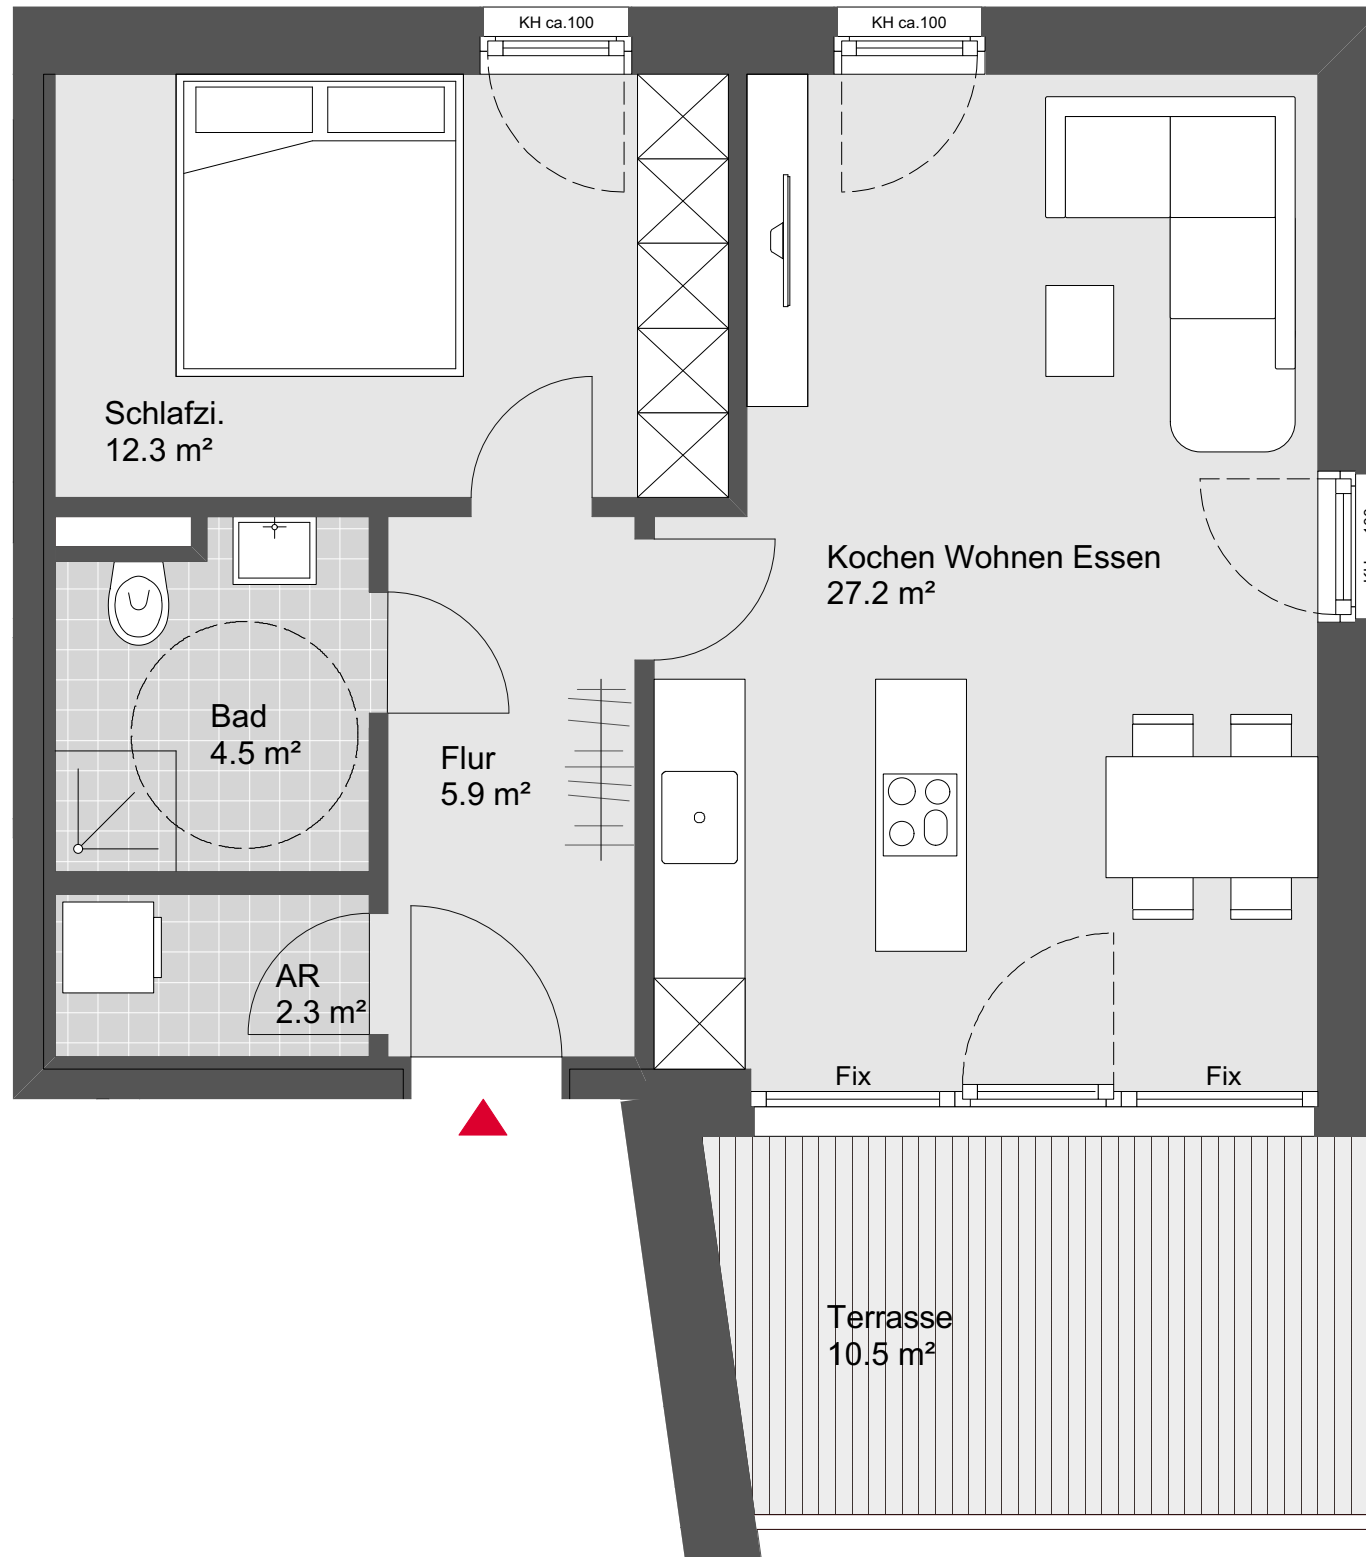 KH ca.100
KH ca.100
Schlafzi.
12.3 m²
Kochen Wohnen Essen
27.2 m²
Bad
4.5 m²
Flur
5.9 m²
AR
2.3 m²
Fix
Fix
Terrasse
10.5 m²